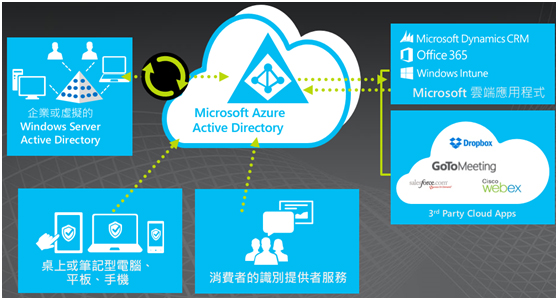 企業或虛擬的
Windows Server
Active Directory
Microsoft Azure
Active Directory
Microsoft Dynamics CRM
Office 365
Windows Intune
Microsoft 雲端應用程式
Dropbox
GoToMeeting
salesforce.com
Cisco
webex
3rd Party Cloud Apps
桌上或筆記型電腦、
平板、手機
消費者的識別提供者服務